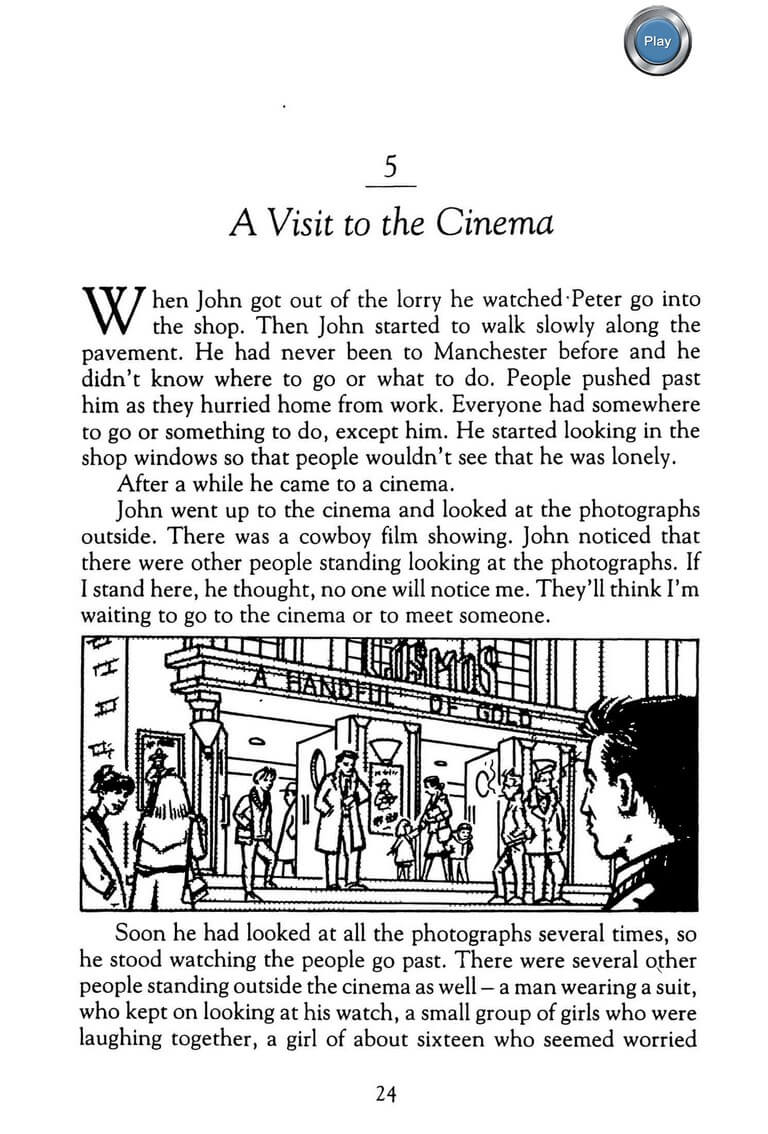 Play
5
A Visit to the Cinema
When John got out of the lorry he watched Peter go into
the shop. Then John started to walk slowly along the
pavement. He had never been to Manchester before and he
didn't know where to go or what to do. People pushed past
him as they hurried home from work. Everyone had somewhere
to go or something to do, except him. He started looking in the
shop windows so that people wouldn't see that he was lonely.
After a while he came to a cinema.
John went up to the cinema and looked at the photographs
outside. There was a cowboy film showing. John noticed that
there were other people standing looking at the photographs. If
I stand here, he thought, no one will notice me. They'll think I'm
waiting to go to the cinema or to meet someone.
COSMOS
A HANDFUL OF GOLD
Soon he had looked at all the photographs several times, so
he stood watching the people go past. There were several other
people standing outside the cinema as well – a man wearing a suit,
who kept on looking at his watch, a small group of girls who were
laughing together, a girl of about sixteen who seemed worried
24